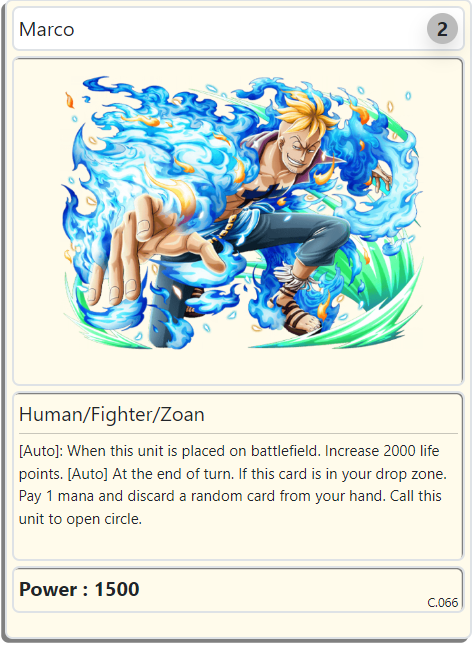 Marco
2
Human/Fighter/Zoan
[Auto]: When this unit is placed on battlefield. Increase 2000 life
points. [Auto] At the end of turn. If this card is in your drop zone.
Pay 1 mana and discard a random card from your hand. Call this
unit to open circle.
Power : 1500
C.066